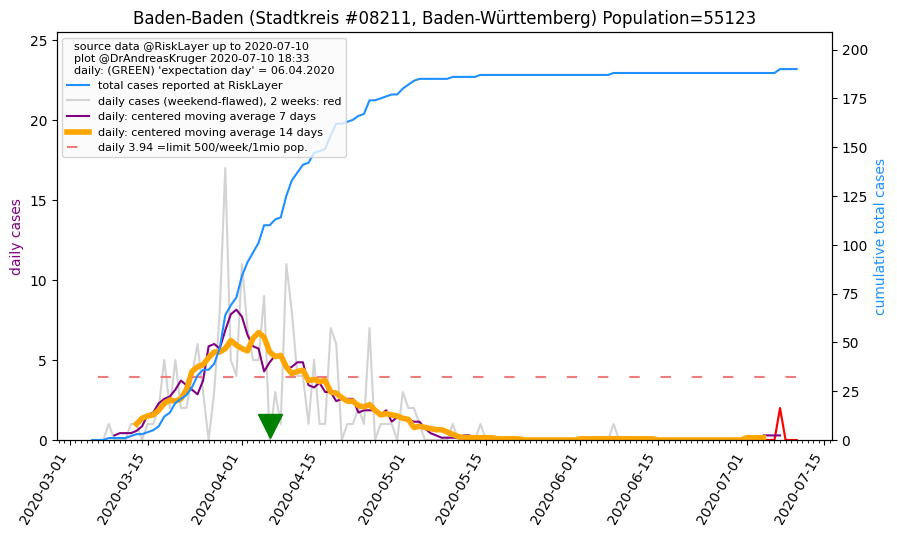 Baden-Baden (Stadtkreis #08211, Baden-Württemberg) Population=55123
source data @RiskLayer up to 2020-07-10
plot @DrAndreasKruger 2020-07-10 18:33
daily: (GREEN) 'expectation day' = 06.04.2020
total cases reported at RiskLayer
daily cases (weekend-flawed), 2 weeks: red
daily: centered moving average 7 days
daily: centered moving average 14 days
daily 3.94 =limit 500/week/1mio pop.
daily cases
25
20
15
10
5
0
cumulative total cases
200
175
150
125
100
75
50
25
0
2020-03-01
2020-03-15
2020-04-01
2020-04-15
2020-05-01
2020-05-15
2020-06-01
2020-06-15
2020-07-01
2020-07-15